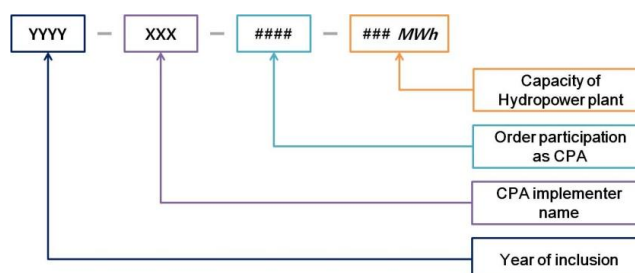 YYYY – XXX – #### – ### MWh
Capacity of
Hydropower plant
Order participation
as CPA
CPA implementer
name
Year of inclusion